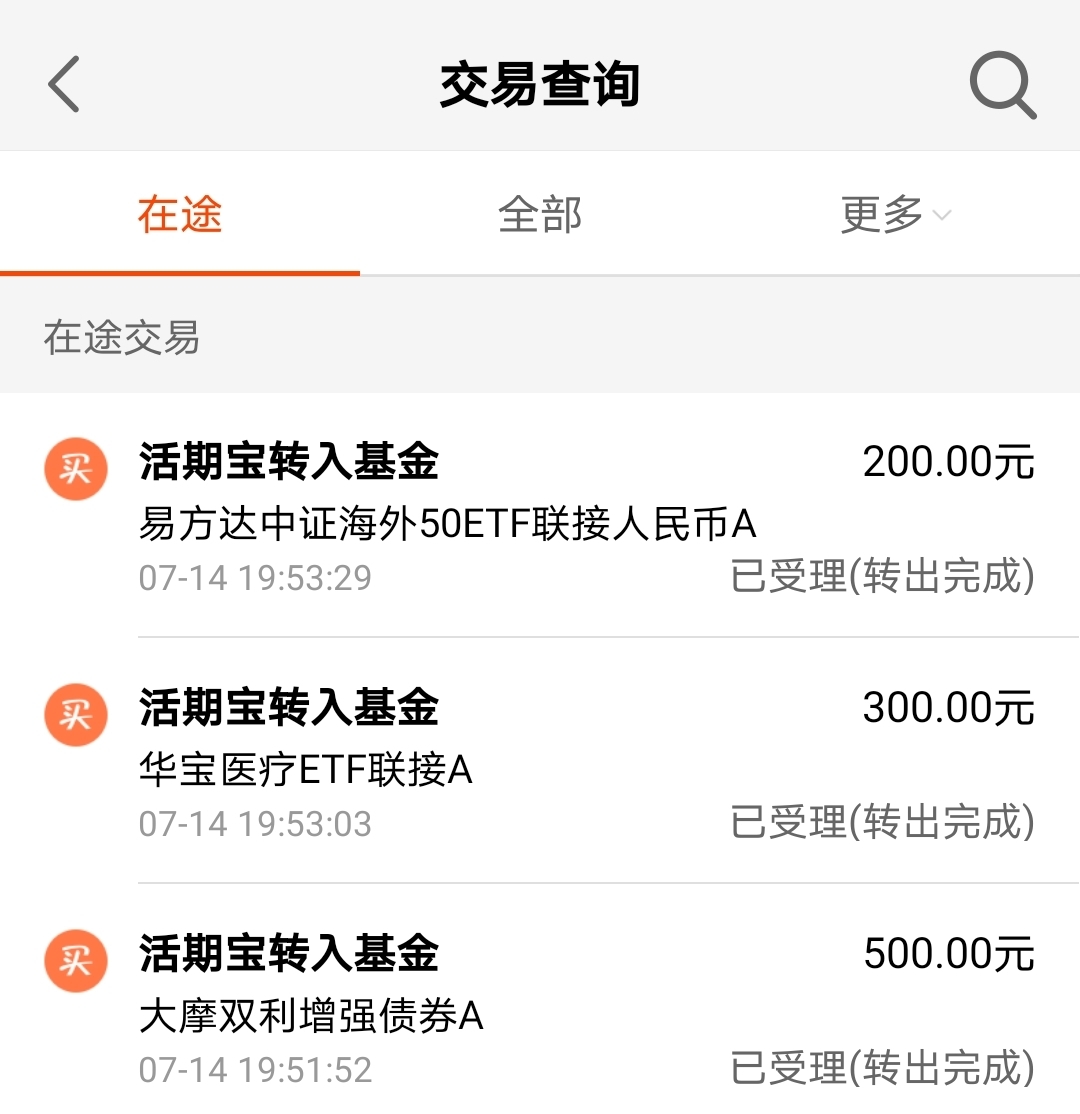 交易查询
在途 全部 更多
在途交易
买 活期宝转入基金 200.00元
易方达中证海外50ETF联接人民币A
07-14 19:53:29 已受理(转出完成)
买 活期宝转入基金 300.00元
华宝医疗ETF联接A
07-14 19:53:03 已受理(转出完成)
买 活期宝转入基金 500.00元
大摩双利增强债券A
07-14 19:51:52 已受理(转出完成)